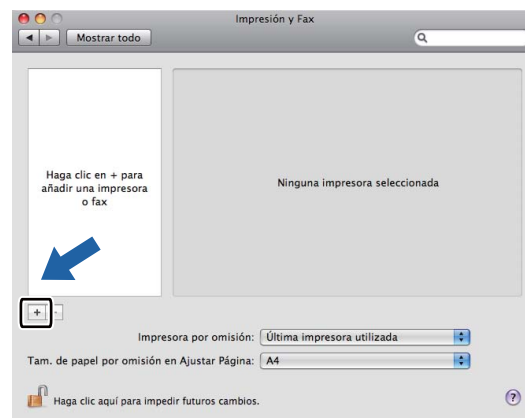 Impresión y Fax
Mostrar todo
Haga clic en + para
añadir una impresora
o fax
Ninguna impresora seleccionada
+ -
Impresora por omisión: Última impresora utilizada
Tam. de papel por omisión en Ajustar Página: A4
Haga clic aquí para impedir futuros cambios.
?